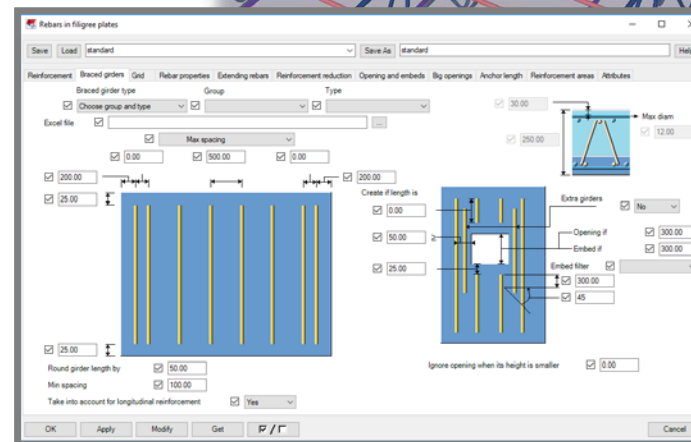 Rebars in filigree plates
Save Load standard Save As standard Help
Reinforcement Braced girders Grid Rebar properties Extending rebars Reinforcement reduction Opening and embeds Big openings Anchor length Reinforcement areas Attributes
Braced girder type Group Type
Choose group and type
Excel file ...
Max spacing
0.00 500.00 0.00
30.00
Max diam
250.00
12.00
200.00 200.00
25.00
Create if length is
0.00
50.00 ≥
25.00
Extra girders No
Opening if 300.00
Embed if 300.00
Embed filter
300.00
45
25.00
Round girder length by 50.00
Min spacing 100.00
Take into account for longitudinal reinforcement Yes
Ignore opening when its height is smaller 0.00
OK Apply Modify Get / Cancel